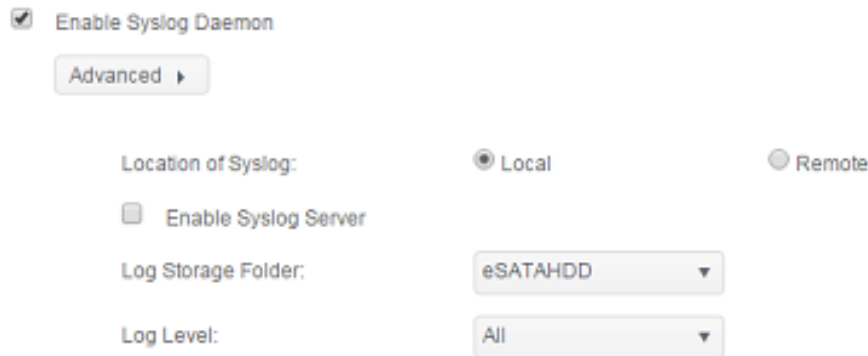 Enable Syslog Daemon
Advanced
Location of Syslog: Local Remote
Enable Syslog Server
Log Storage Folder: eSATAHDD
Log Level: All